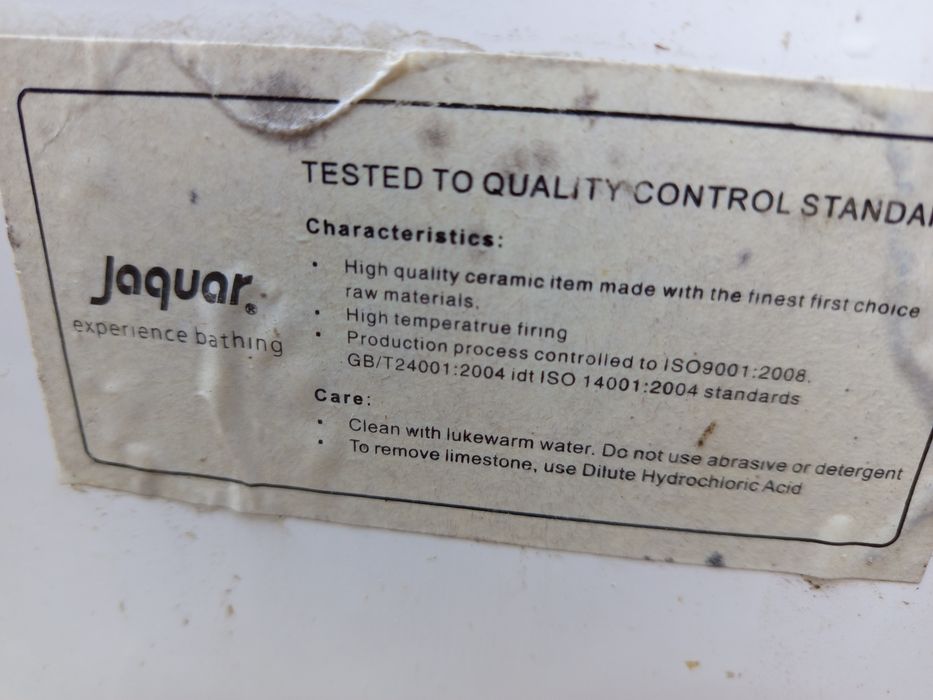 TESTED TO QUALITY CONTROL
Characteristics:
• High quality ceramic item made with the finest first choice
raw materials.
• High temperatrue firing
• Production process controlled to ISO9001:2008.
GB/T24001:2004 idt ISO 14001:2004 standards
Jaquar®
experience bathing
Care:
• Clean with lukewarm water. Do not use abrasive or detergent
• To remove limestone, use Dilute Hydrochloric Acid